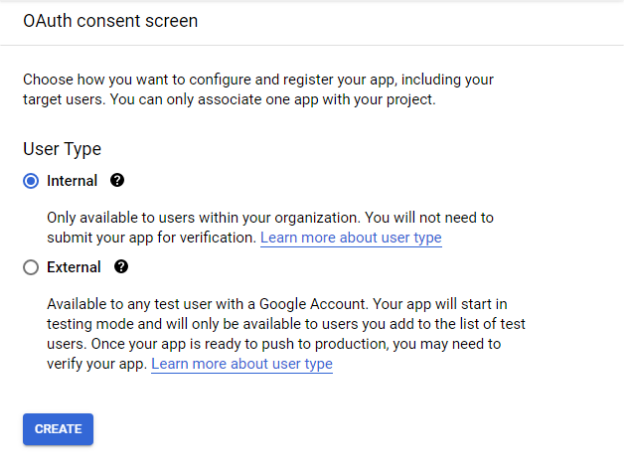 OAuth consent screen
Choose how you want to configure and register your app, including your
target users. You can only associate one app with your project.
User Type
Internal ?
Only available to users within your organization. You will not need to
submit your app for verification. Learn more about user type
External ?
Available to any test user with a Google Account. Your app will start in
testing mode and will only be available to users you add to the list of test
users. Once your app is ready to push to production, you may need to
verify your app. Learn more about user type
CREATE